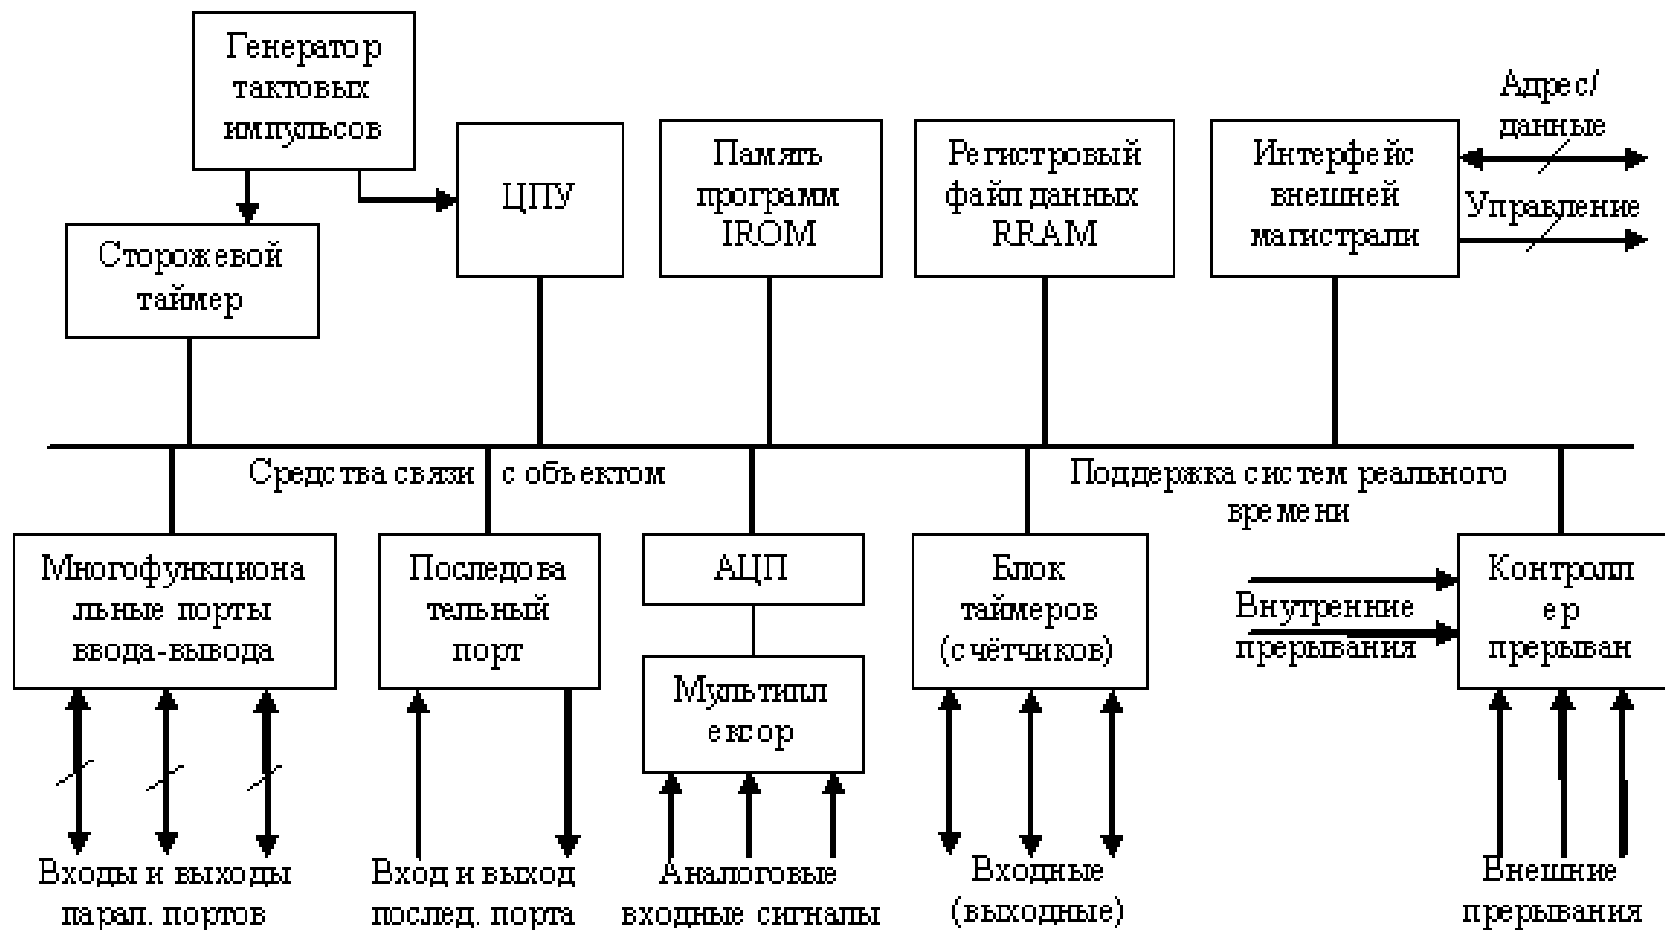 Генератор
тактовых
импульсов
Сторожевой
таймер
ЦПУ
Память
программ
IROM
Регистровый
файл данных
RRAM
Интерфейс
внешней
магистрали
Адрес/
данные
Управление
Средства связи с объектом
Поддержка систем реального
времени
Многофункциона
льные порты
ввода-вывода
Последова
тельный
порт
АЦП
Мультипл
ексор
Блок
таймеров
(счётчиков)
Внутренние
прерывания
Контролл
ер
прерыван
Входы и выходы
парал. портов
Вход и выход
послед. порта
Аналоговые
входные сигналы
Входные
(выходные)
Внешние
прерывания